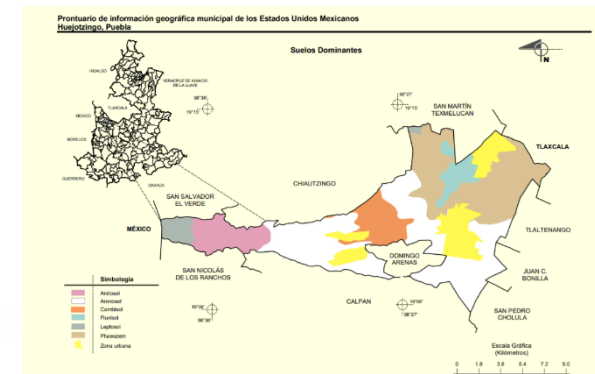 Prontuario de información geográfica municipal de los Estados Unidos Mexicanos
Huejotzingo, Puebla
Suelos Dominantes
N
HIDALGO
VERACRUZ DE IGNACIO
DE LA LLAVE
TLAXCALA
MÉXICO
MORELOS
GUERRERO
OAXACA
98°36'
19°15'
98°27'
19°15'
SAN MARTÍN
TEXMELUCAN
TLAXCALA
CHIAUTZINGO
SAN SALVADOR
EL VERDE
MÉXICO
TLALTENANGO
DOMINGO
ARENAS
SAN NICOLÁS
DE LOS RANCHOS
JUAN C.
BONILLA
CALPAN
SAN PEDRO
CHOLULA
19°06'
98°36'
19°06'
98°27'
Simbología
Andosol
Arenosol
Cambisol
Fluvisol
Leptosol
Phaeozem
Zona urbana
Escala Gráfica
(Kilómetros)
0 1.8 3.6 5.4 7.2 9.0